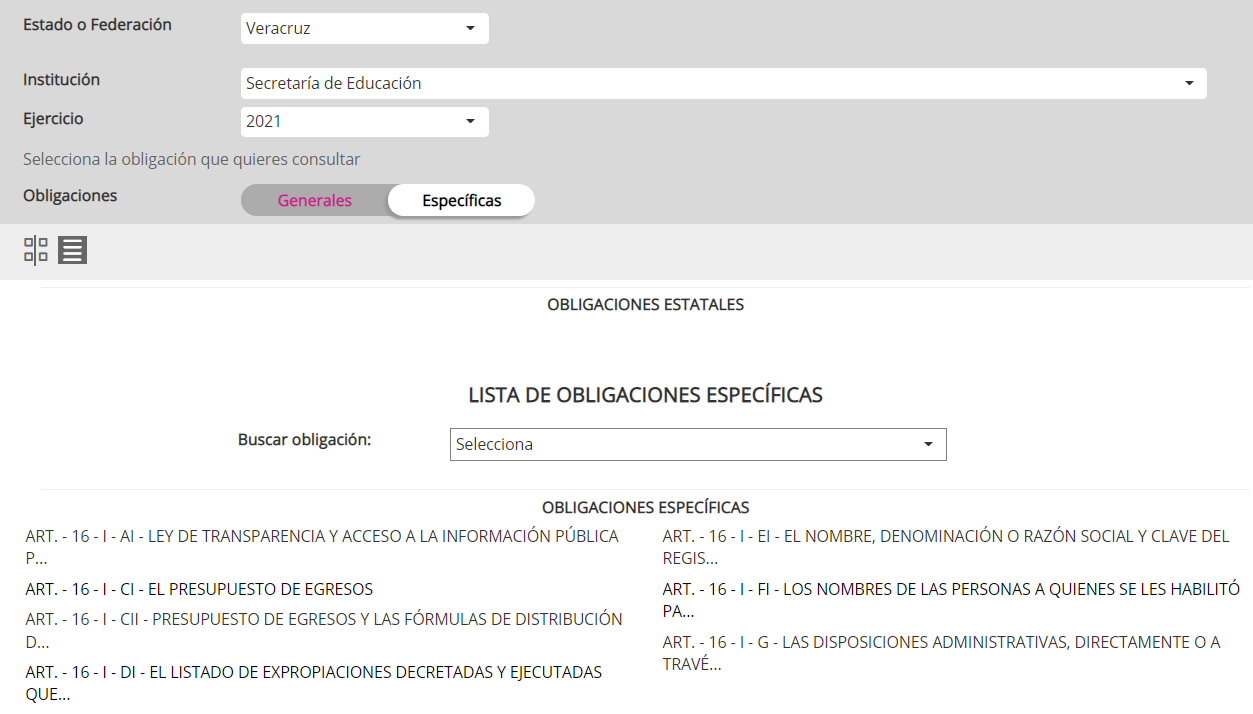 Estado o Federación
Veracruz
Institución
Secretaría de Educación
Ejercicio
2021
Selecciona la obligación que quieres consultar
Obligaciones
Generales
Específicas
OBLIGACIONES ESTATALES
LISTA DE OBLIGACIONES ESPECÍFICAS
Buscar obligación:
Selecciona
OBLIGACIONES ESPECÍFICAS
ART. - 16 - I - AI - LEY DE TRANSPARENCIA Y ACCESO A LA INFORMACIÓN PÚBLICA
P...
ART. - 16 - I - CI - EL PRESUPUESTO DE EGRESOS
ART. - 16 - I - CII - PRESUPUESTO DE EGRESOS Y LAS FÓRMULAS DE DISTRIBUCIÓN
D...
ART. - 16 - I - DI - EL LISTADO DE EXPROPIACIONES DECRETADAS Y EJECUTADAS
QUE...
ART. - 16 - I - EI - EL NOMBRE, DENOMINACIÓN O RAZÓN SOCIAL Y CLAVE DEL
REGIS...
ART. - 16 - I - FI - LOS NOMBRES DE LAS PERSONAS A QUIENES SE LES HABILITÓ
PA...
ART. - 16 - I - G - LAS DISPOSICIONES ADMINISTRATIVAS, DIRECTAMENTE O A
TRAVÉ...